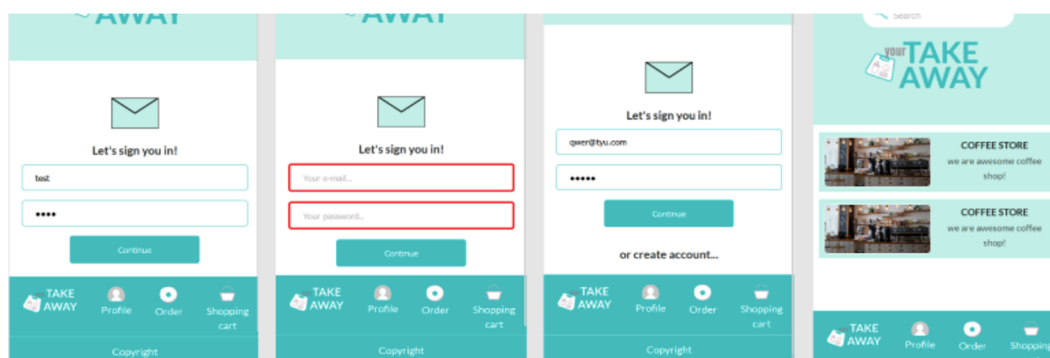 AWAY
Let's sign you in!
test
••••
Continue
TAKE
AWAY
Profile
Order
Shopping
cart
Copyright
AWAY
Let's sign you in!
Your e-mail...
Your password...
Continue
TAKE
AWAY
Profile
Order
Shopping
cart
Copyright
Let's sign you in!
qwer@tyu.com
•••••
Continue
or create account...
TAKE
AWAY
Profile
Order
Shopping
cart
Copyright
Search
your TAKE
AWAY
COFFEE STORE
we are awesome coffee
shop!
COFFEE STORE
we are awesome coffee
shop!
TAKE
AWAY
Profile
Order
Shopping